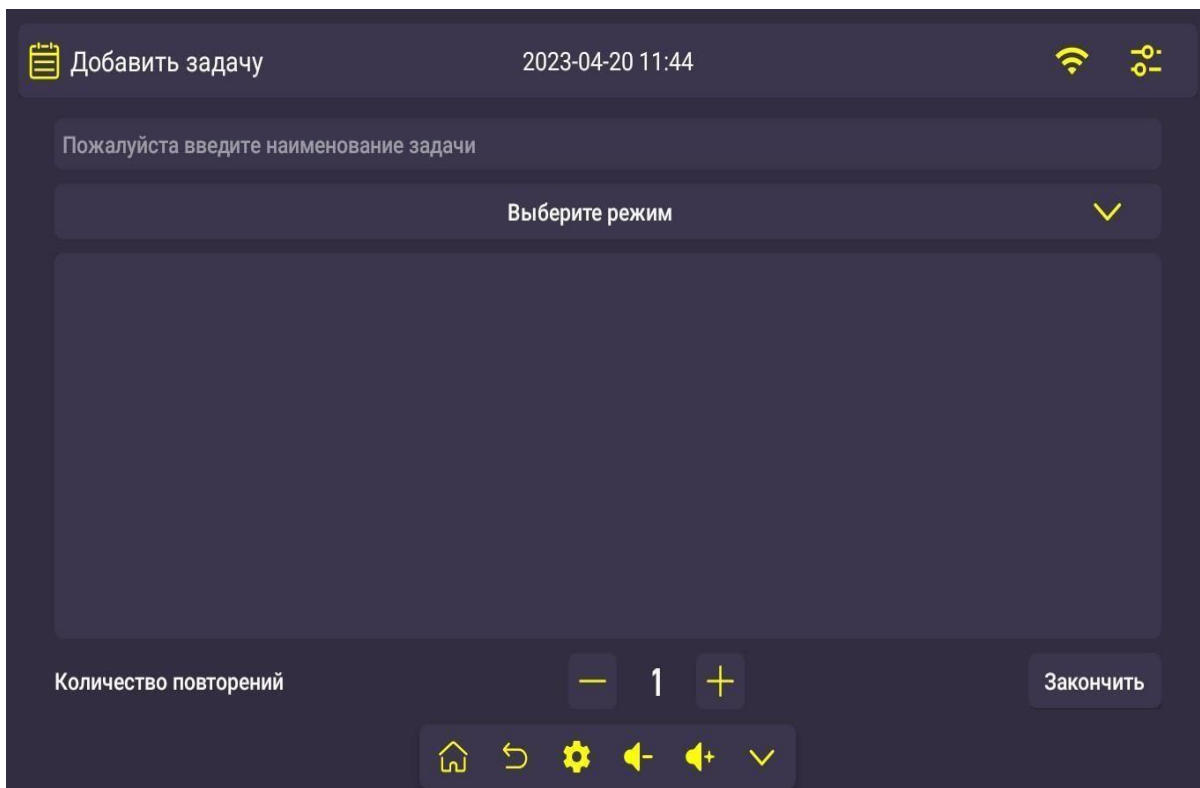 Добавить задачу
2023-04-20 11:44
Пожалуйста введите наименование задачи
Выберите режим
Количество повторений
1
Закончить